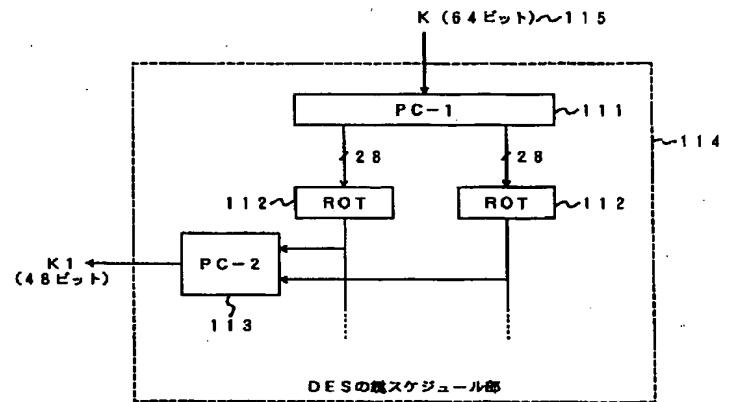 K (64ビット)～115
PC-1
111
114
28
28
112
ROT
ROT
112
K1
(48ビット)
PC-2
113
DESの鍵スケジュール部